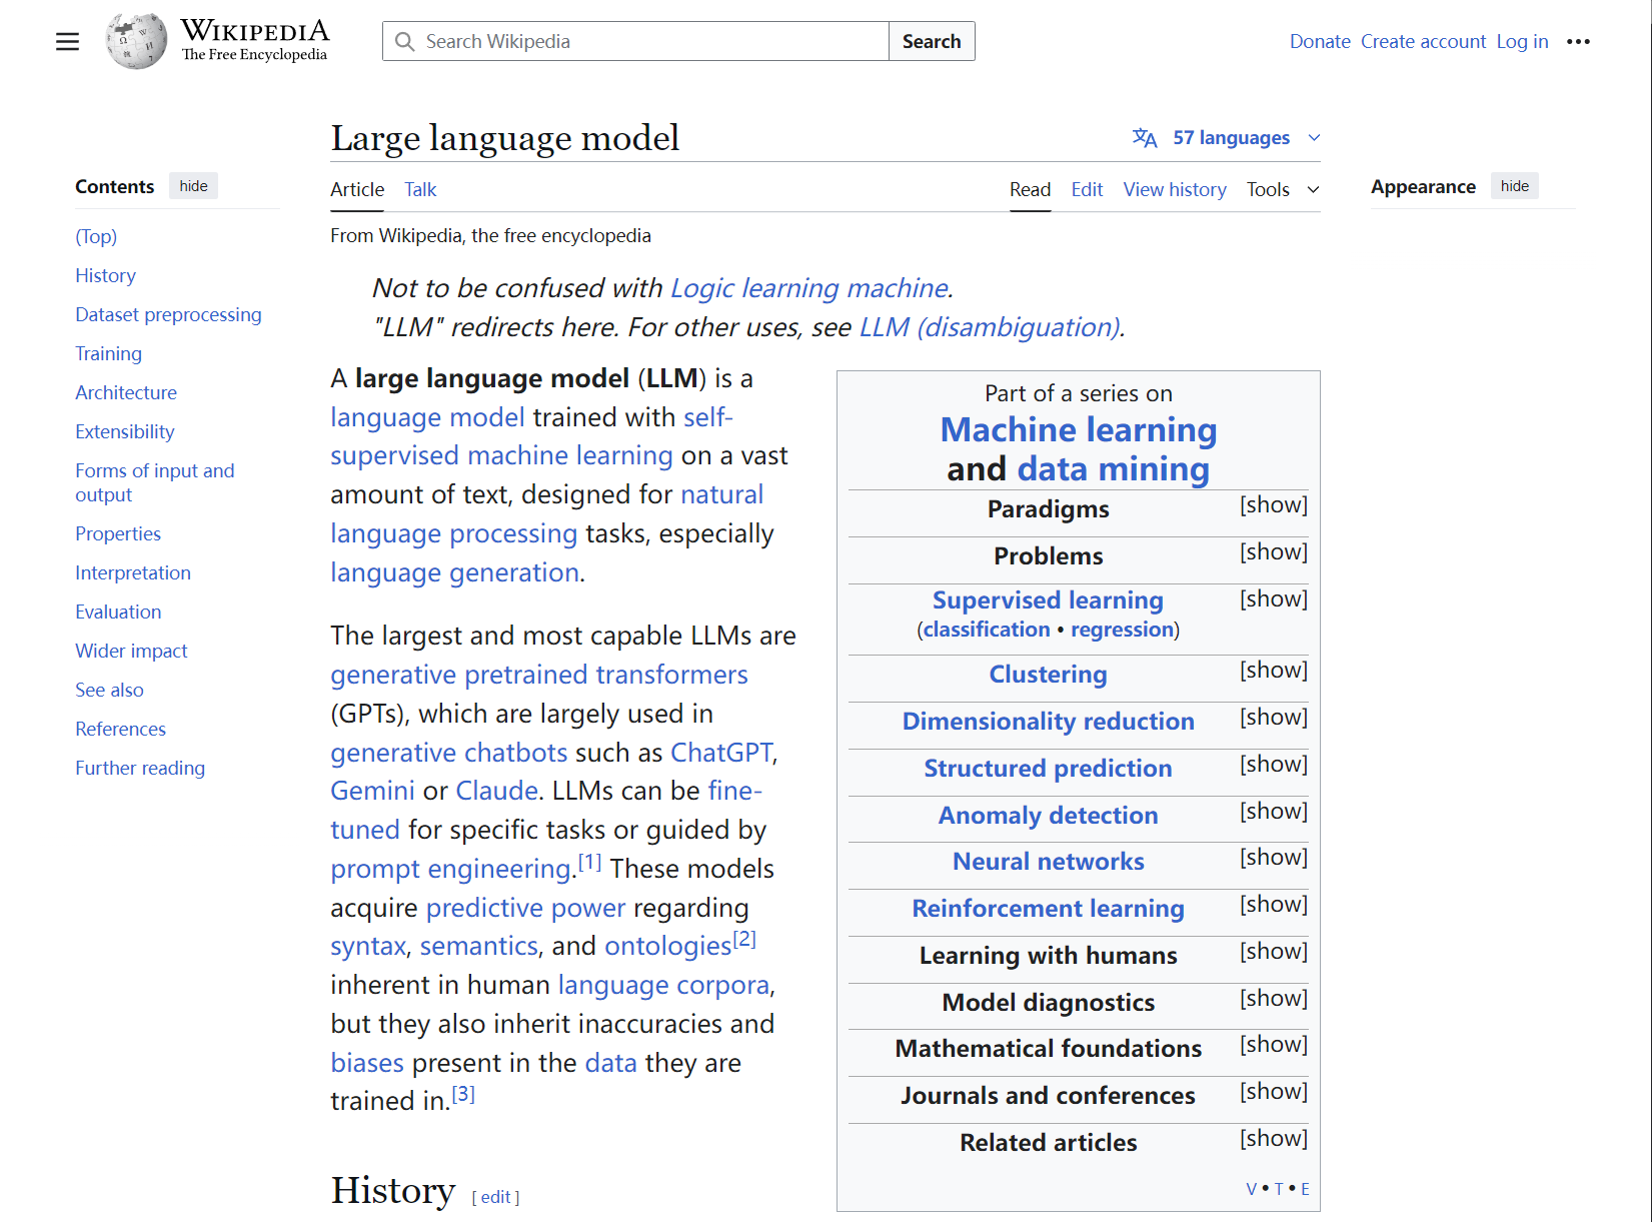 WIKIPEDIA
The Free Encyclopedia
Search Wikipedia
Search
Donate Create account Log in
Large language model
57 languages
Contents hide
(Top)
History
Dataset preprocessing
Training
Architecture
Extensibility
Forms of input and
output
Properties
Interpretation
Evaluation
Wider impact
See also
References
Further reading
Article Talk
Read Edit View history Tools
Appearance hide
From Wikipedia, the free encyclopedia
Not to be confused with Logic learning machine.
"LLM" redirects here. For other uses, see LLM (disambiguation).
A large language model (LLM) is a
language model trained with self-
supervised machine learning on a vast
amount of text, designed for natural
language processing tasks, especially
language generation.
The largest and most capable LLMs are
generative pretrained transformers
(GPTs), which are largely used in
generative chatbots such as ChatGPT,
Gemini or Claude. LLMs can be fine-
tuned for specific tasks or guided by
prompt engineering.[1] These models
acquire predictive power regarding
syntax, semantics, and ontologies[2]
inherent in human language corpora,
but they also inherit inaccuracies and
biases present in the data they are
trained in.[3]
Part of a series on
Machine learning
and data mining
Paradigms [show]
Problems [show]
Supervised learning [show]
(classification • regression)
Clustering [show]
Dimensionality reduction [show]
Structured prediction [show]
Anomaly detection [show]
Neural networks [show]
Reinforcement learning [show]
Learning with humans [show]
Model diagnostics [show]
Mathematical foundations [show]
Journals and conferences [show]
Related articles [show]
V • T • E
History [ edit ]